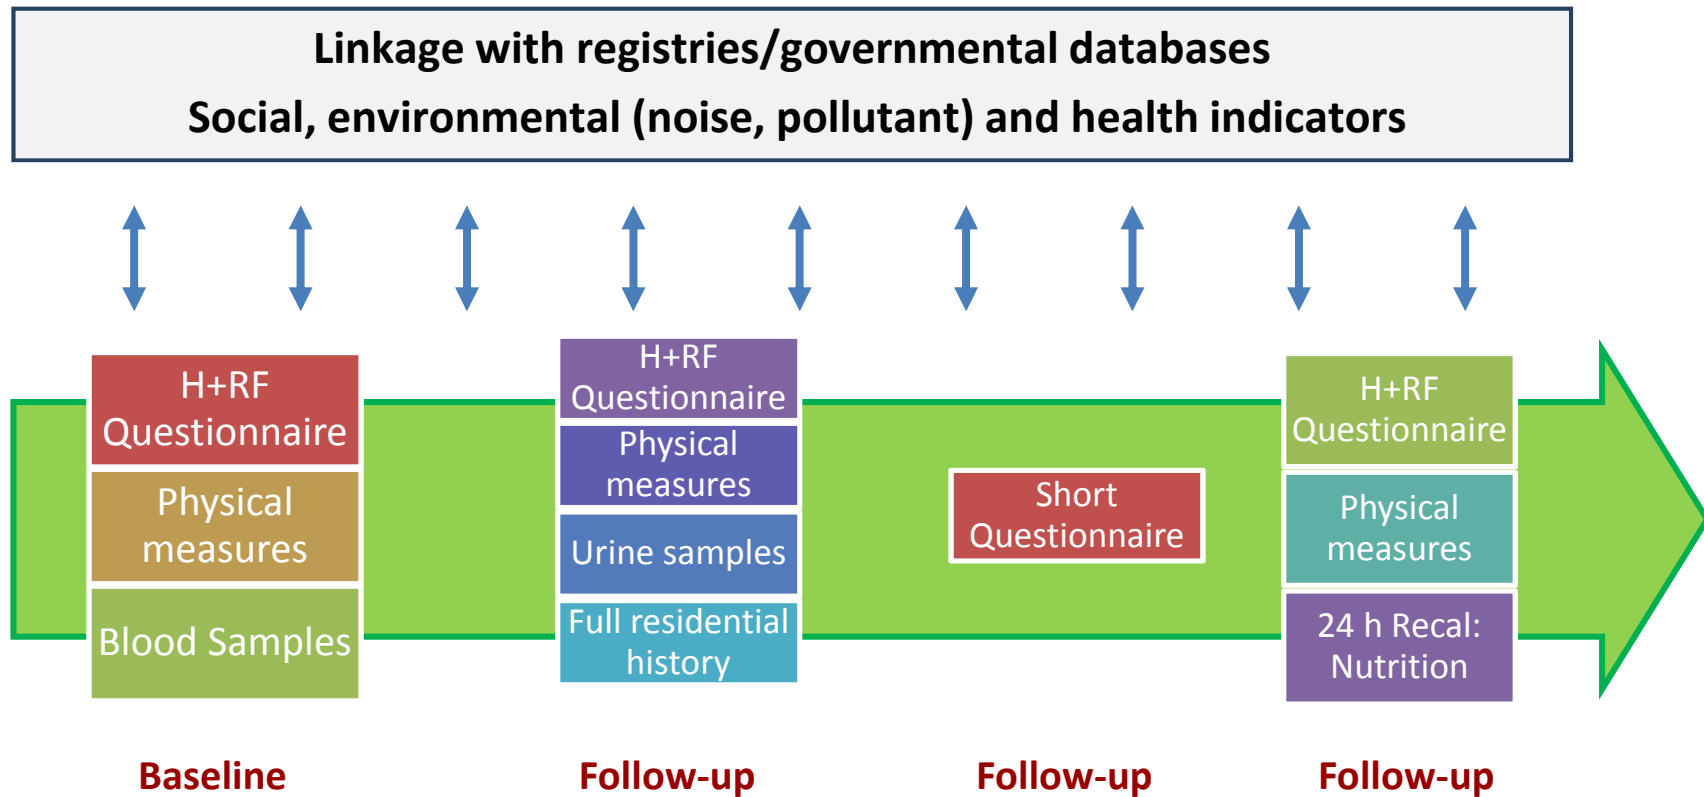 Linkage with registries/governmental databases
Social, environmental (noise, pollutant) and health indicators
H+RF
Questionnaire
Physical
measures
Blood Samples
H+RF
Questionnaire
Physical
measures
Urine samples
Full residential
history
Short
Questionnaire
H+RF
Questionnaire
Physical
measures
24 h Recal:
Nutrition
Baseline
Follow-up
Follow-up
Follow-up